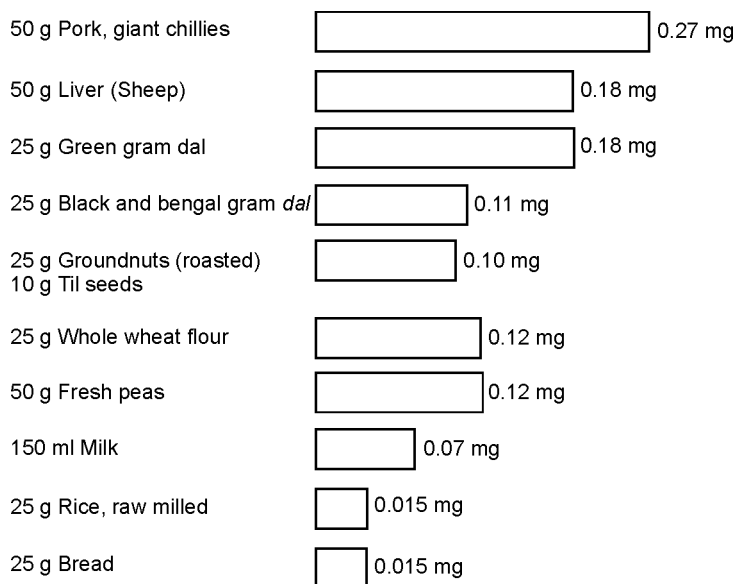 50 g Pork, giant chillies 0.27 mg
50 g Liver (Sheep) 0.18 mg
25 g Green gram dal 0.18 mg
25 g Black and bengal gram dal 0.11 mg
25 g Groundnuts (roasted) 0.10 mg
10 g Til seeds
25 g Whole wheat flour 0.12 mg
50 g Fresh peas 0.12 mg
150 ml Milk 0.07 mg
25 g Rice, raw milled 0.015 mg
25 g Bread 0.015 mg